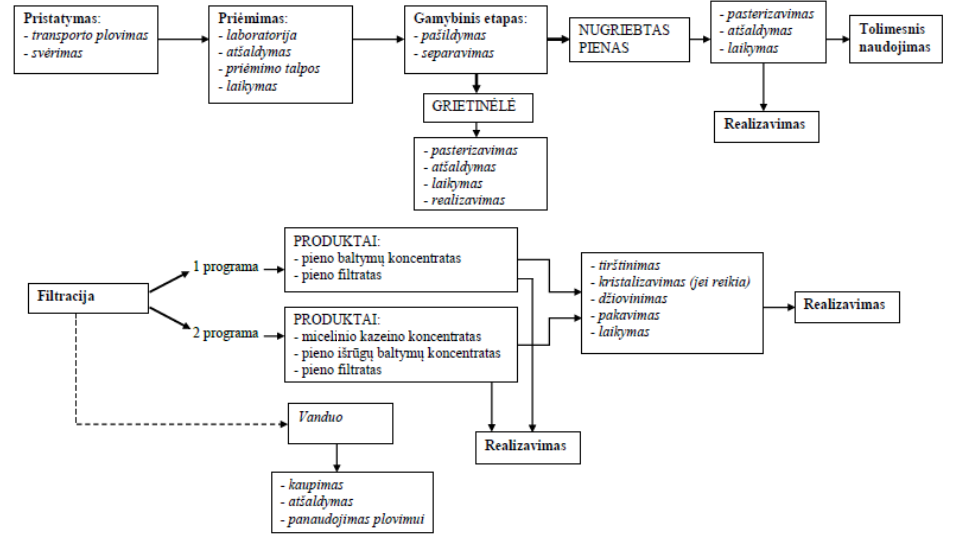 Pristatymas:
- transporto plovimas
- svėrimas
Priėmimas:
- laboratorija
- atšaldymas
- priėmimo talpos
- laikymas
Gamybinis etapas:
- pašildymas
- separavimas
NUGRIEBTAS
PIENAS
- pasterizavimas
- atšaldymas
- laikymas
Tolimesnis
naudojimas
Realizavimas
GRIETINĖLĖ
- pasterizavimas
- atšaldymas
- laikymas
- realizavimas
Filtracija
1 programa
PRODUKTAI:
- pieno baltymų koncentratas
- pieno filtratas
2 programa
PRODUKTAI:
- micelinio kazeino koncentratas
- pieno išrūgų baltymų koncentratas
- pieno filtratas
- tirštinimas
- kristalizavimas (jei reikia)
- džiovinimas
- pakavimas
- laikymas
Realizavimas
Realizavimas
Vanduo
- kaupimas
- atšaldymas
- panaudojimas plovimui